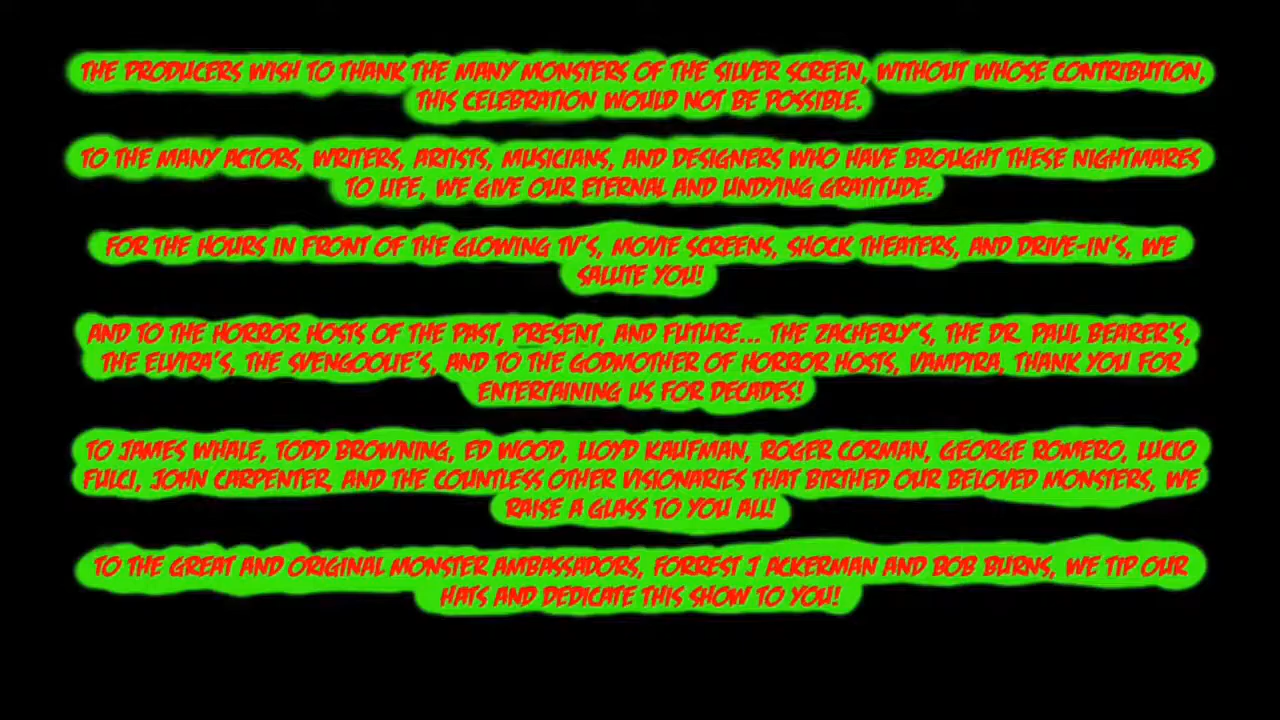 THE PRODUCERS WISH TO THANK THE MANY MONSTERS OF THE SILVER SCREEN, WITHOUT WHOSE CONTRIBUTION,
THIS CELEBRATION WOULD NOT BE POSSIBLE.
TO THE MANY ACTORS, WRITERS, ARTISTS, MUSICIANS, AND DESIGNERS WHO HAVE BROUGHT THESE NIGHTMARES
TO LIFE, WE GIVE OUR ETERNAL AND UNDYING GRATITUDE.
FOR THE HOURS IN FRONT OF THE GLOWING TV'S, MOVIE SCREENS, SHOCK THEATERS, AND DRIVE-IN'S, WE
SALUTE YOU!
AND TO THE HORROR HOSTS OF THE PAST, PRESENT, AND FUTURE... THE ZACHERLY'S, THE DR. PAUL BEARER'S,
THE ELVIRA'S, THE SVENGOOLIE'S, AND TO THE GODMOTHER OF HORROR HOSTS, VAMPIRA, THANK YOU FOR
ENTERTAINING US FOR DECADES!
TO JAMES WHALE, TODD BROWNING, ED WOOD, LLOYD KAUFMAN, ROGER CORMAN, GEORGE ROMERO, LUCIO
FULCI, JOHN CARPENTER, AND THE COUNTLESS OTHER VISIONARIES THAT BIRTHED OUR BELOVED MONSTERS, WE
RAISE A GLASS TO YOU ALL!
TO THE GREAT AND ORIGINAL MONSTER AMBASSADORS, FORREST J ACKERMAN AND BOB BURNS, WE TIP OUR
HATS AND DEDICATE THIS SHOW TO YOU!